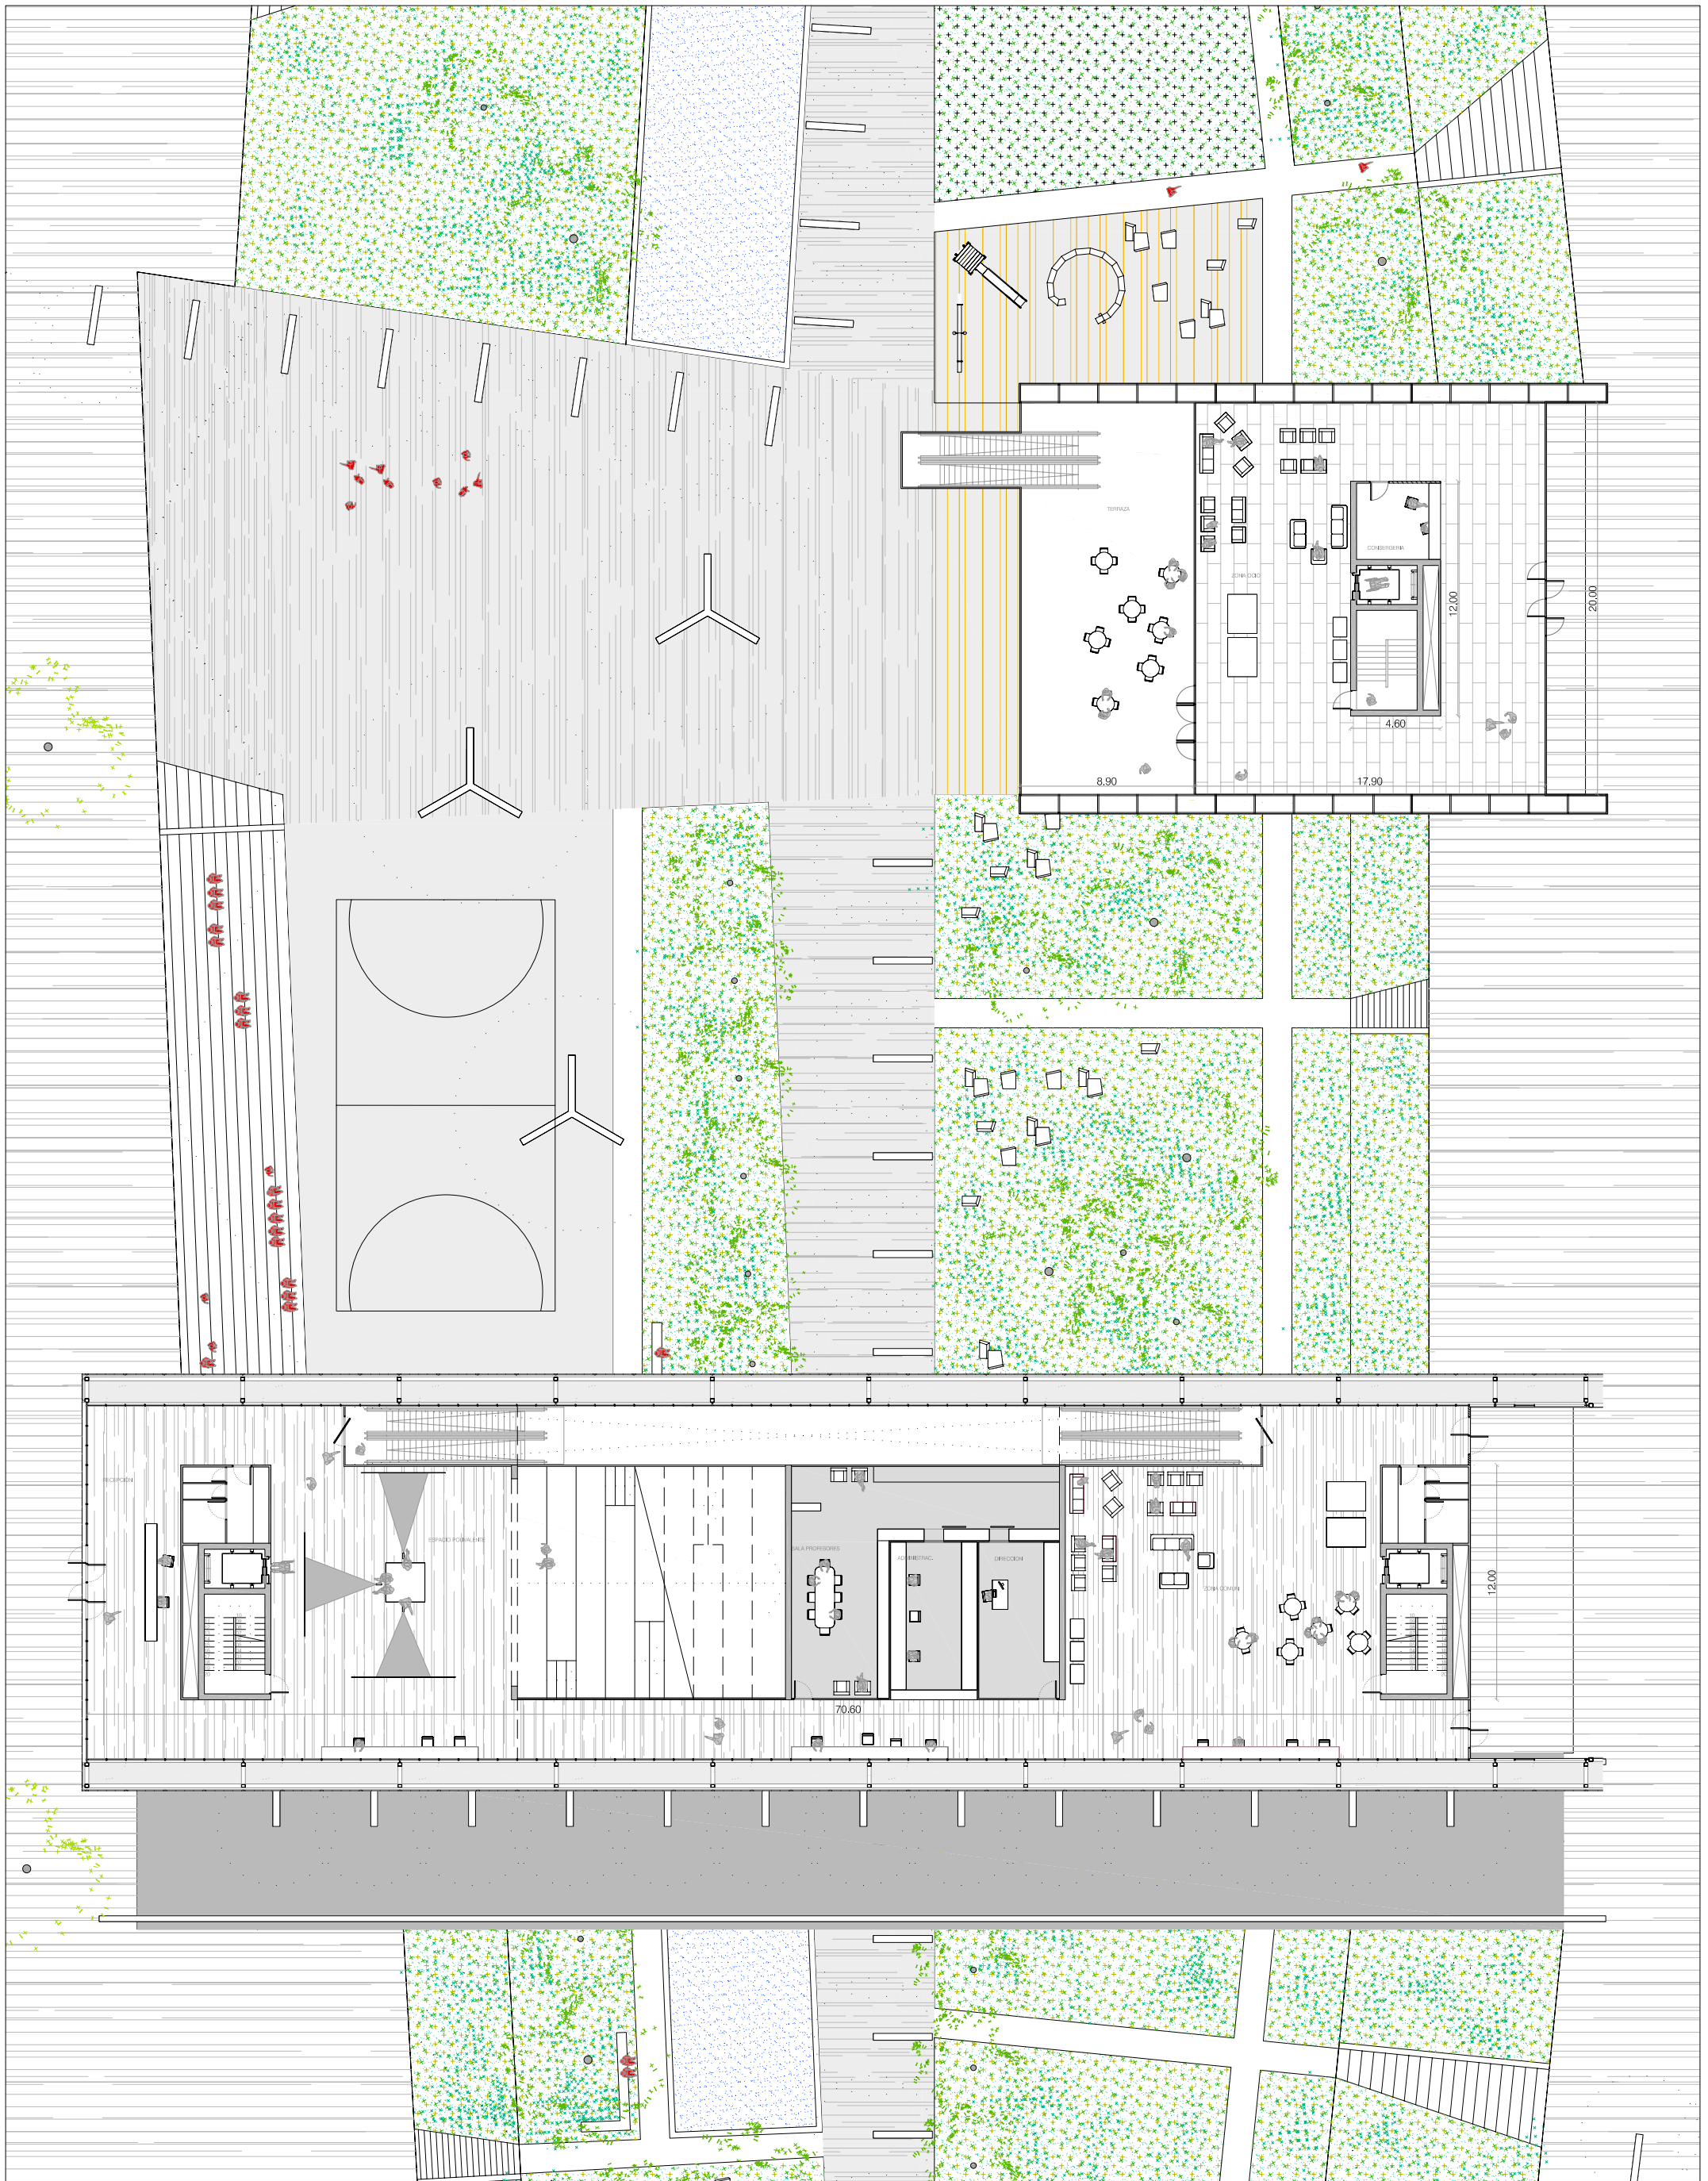 TERRAZA
CONSERGERIA
ZONA OCIO
12.00
20.00
4.60
8.90
17.90
RECEPCION
ESPACIO POLIVALENTE
SALA PROFESORES
ADMINISTRAC.
DIRECCION
ZONA COMUN
12.00
70.60